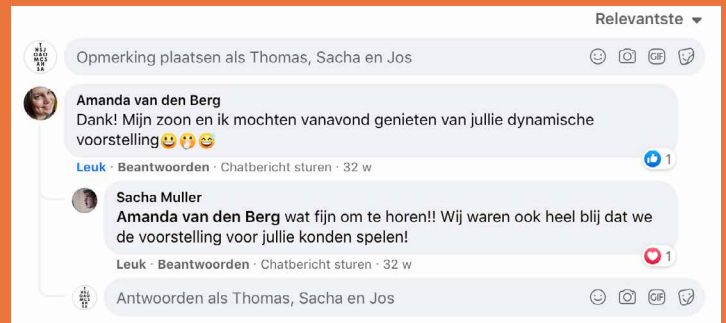 Relevantste
Opmerking plaatsen als Thomas, Sacha en Jos
GIF
Amanda van den Berg
Dank! Mijn zoon en ik mochten vanavond genieten van jullie dynamische
voorstelling😀🤭😅
Leuk · Beantwoorden · Chatbericht sturen · 32 w
1
Sacha Muller
Amanda van den Berg wat fijn om te horen!! Wij waren ook heel blij dat we
de voorstelling voor jullie konden spelen!
Leuk · Beantwoorden · Chatbericht sturen · 32 w
1
Antwoorden als Thomas, Sacha en Jos
GIF